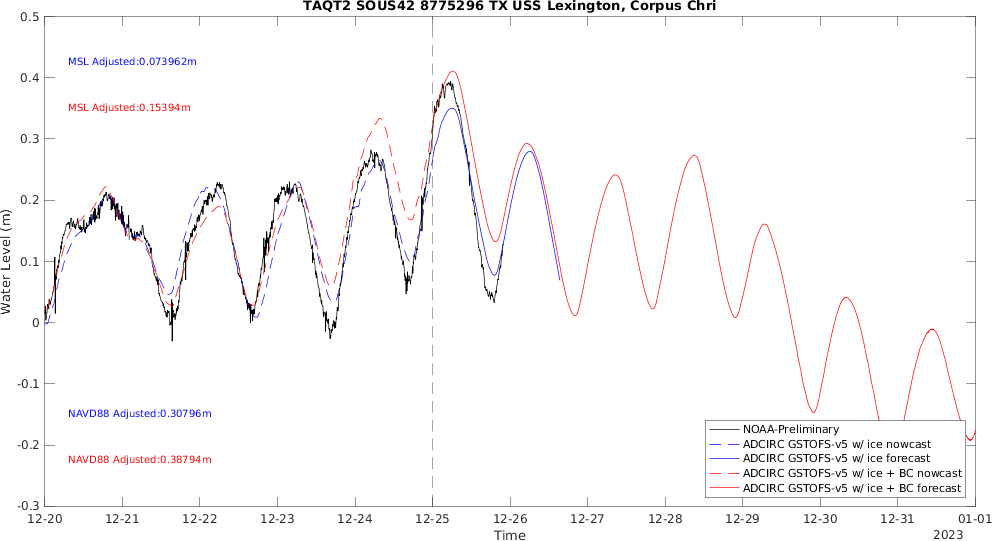 TAQT2 SOUS42 8775296 TX USS Lexington, Corpus Chri
0.5
0.4
0.3
0.2
0.1
0
-0.1
-0.2
-0.3
Water Level (m)
MSL Adjusted:0.073962m
MSL Adjusted:0.15394m
NAVD88 Adjusted:0.30796m
NAVD88 Adjusted:0.38794m
NOAA-Preliminary
ADCIRC GSTOFS-v5 w/ ice nowcast
ADCIRC GSTOFS-v5 w/ ice forecast
ADCIRC GSTOFS-v5 w/ ice + BC nowcast
ADCIRC GSTOFS-v5 w/ ice + BC forecast
12-20 12-21 12-22 12-23 12-24 12-25 12-26 12-27 12-28 12-29 12-30 12-31 01-01
Time
2023